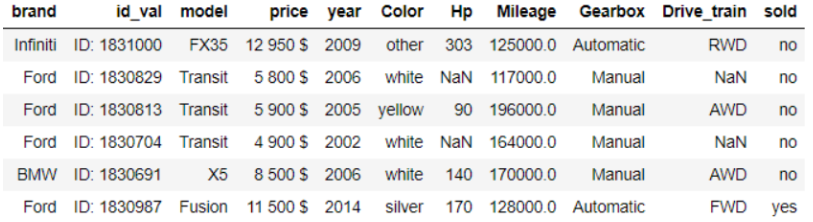 brand id_val model price year Color Hp Mileage Gearbox Drive_train sold
Infiniti ID: 1831000 FX35 12 950 $ 2009 other 303 125000.0 Automatic RWD no
Ford ID: 1830829 Transit 5 800 $ 2006 white NaN 117000.0 Manual NaN no
Ford ID: 1830813 Transit 5 900 $ 2005 yellow 90 196000.0 Manual AWD no
Ford ID: 1830704 Transit 4 900 $ 2002 white NaN 164000.0 Manual NaN no
BMW ID: 1830691 X5 8 500 $ 2006 white 140 170000.0 Manual AWD no
Ford ID: 1830987 Fusion 11 500 $ 2014 silver 170 128000.0 Automatic FWD yes